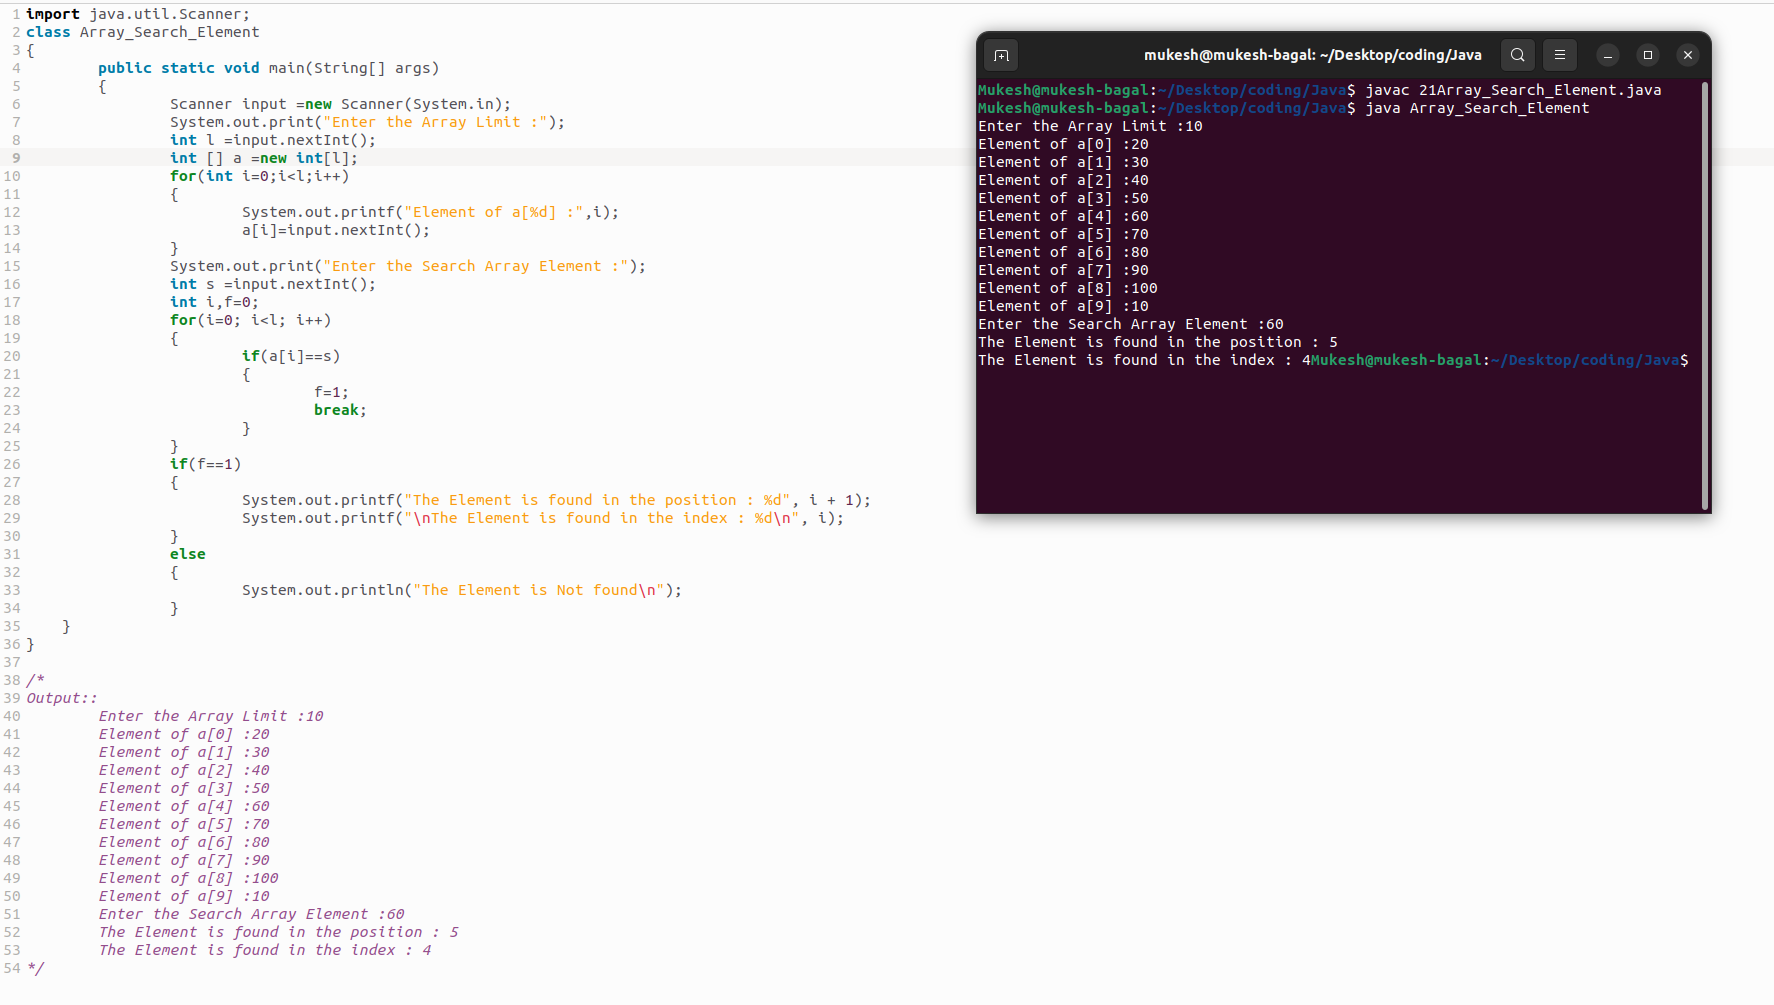 1 import java.util.Scanner;
2 class Array_Search_Element
3 {
4         public static void main(String[] args)
5         {
6                 Scanner input =new Scanner(System.in);
7                 System.out.print("Enter the Array Limit :");
8                 int l =input.nextInt();
9                 int [] a =new int[l];
10                 for(int i=0;i<l;i++)
11                 {
12                         System.out.printf("Element of a[%d] :",i);
13                         a[i]=input.nextInt();
14                 }
15                 System.out.print("Enter the Search Array Element :");
16                 int s =input.nextInt();
17                 int i,f=0;
18                 for(i=0; i<l; i++)
19                 {
20                         if(a[i]==s)
21                         {
22                                 f=1;
23                                 break;
24                         }
25                 }
26                 if(f==1)
27                 {
28                         System.out.printf("The Element is found in the position : %d", i + 1);
29                         System.out.printf("\nThe Element is found in the index : %d\n", i);
30                 }
31                 else
32                 {
33                         System.out.println("The Element is Not found\n");
34                 }
35     }
36 }
37
38 /*
39 Output::
40         Enter the Array Limit :10
41         Element of a[0] :20
42         Element of a[1] :30
43         Element of a[2] :40
44         Element of a[3] :50
45         Element of a[4] :60
46         Element of a[5] :70
47         Element of a[6] :80
48         Element of a[7] :90
49         Element of a[8] :100
50         Element of a[9] :10
51         Enter the Search Array Element :60
52         The Element is found in the position : 5
53         The Element is found in the index : 4
54 */
mukesh@mukesh-bagal: ~/Desktop/coding/Java
Mukesh@mukesh-bagal:~/Desktop/coding/Java$ javac 21Array_Search_Element.java
Mukesh@mukesh-bagal:~/Desktop/coding/Java$ java Array_Search_Element
Enter the Array Limit :10
Element of a[0] :20
Element of a[1] :30
Element of a[2] :40
Element of a[3] :50
Element of a[4] :60
Element of a[5] :70
Element of a[6] :80
Element of a[7] :90
Element of a[8] :100
Element of a[9] :10
Enter the Search Array Element :60
The Element is found in the position : 5
The Element is found in the index : 4Mukesh@mukesh-bagal:~/Desktop/coding/Java$